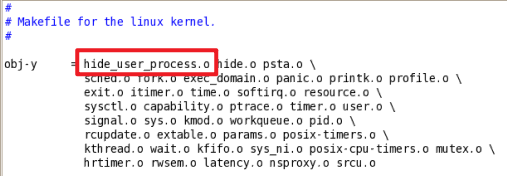 #
# Makefile for the linux kernel.
#
obj-y = hide_user_process.o hide.o psta.o \
sched.o fork.o exec_domain.o panic.o printk.o profile.o \
exit.o itimer.o time.o softirq.o resource.o \
sysctl.o capability.o ptrace.o timer.o user.o \
signal.o sys.o kmod.o workqueue.o pid.o \
rcupdate.o extable.o params.o posix-timers.o \
kthread.o wait.o kfifo.o sys_ni.o posix-cpu-timers.o mutex.o \
hrtimer.o rwsem.o latency.o nsproxy.o srcu.o